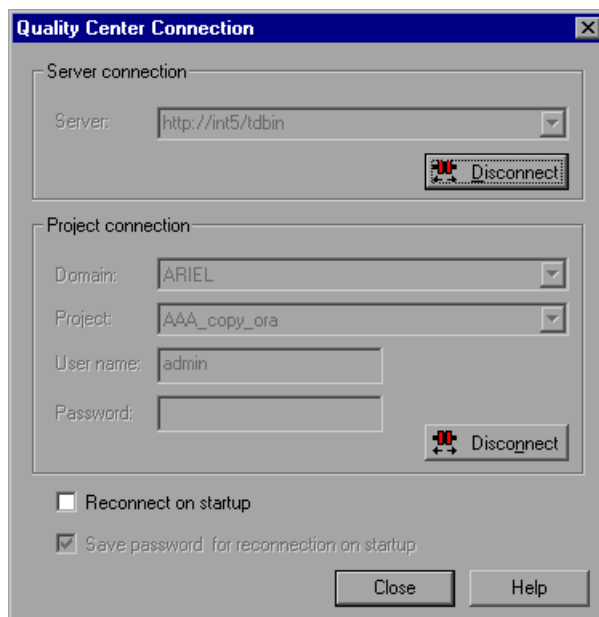 Quality Center Connection
Server connection
Server: http://int5/tdbin
Disconnect
Project connection
Domain: ARIEL
Project: AAA_copy_ora
User name: admin
Password:
Disconnect
Reconnect on startup
Save password for reconnection on startup
Close Help